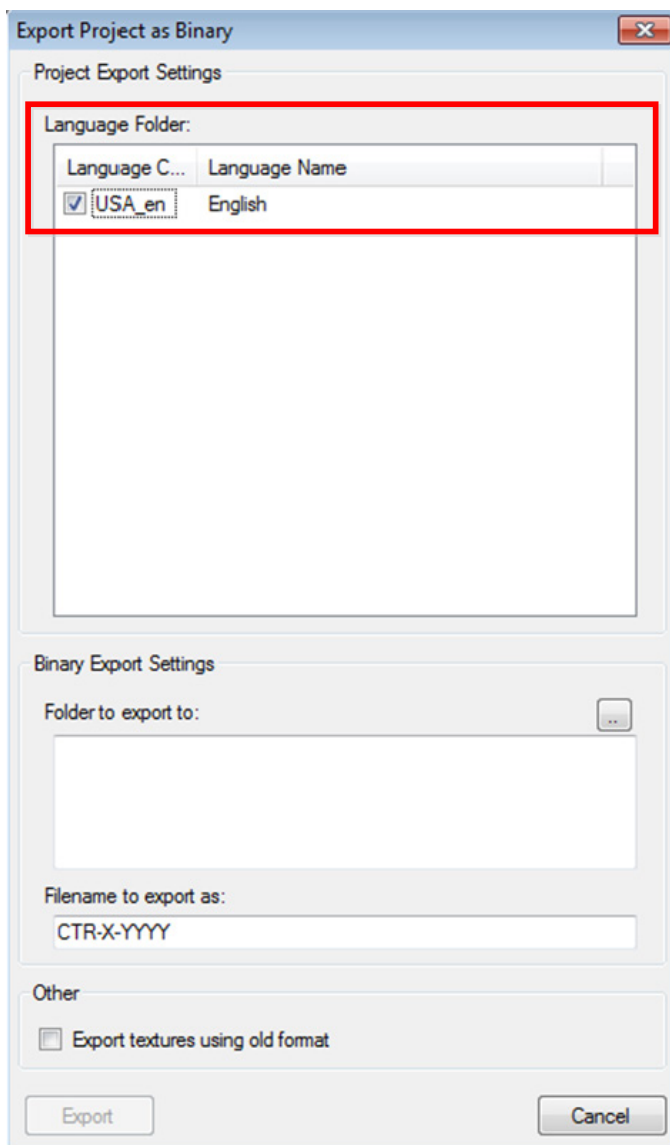 Export Project as Binary
Project Export Settings
Language Folder:
Language C... Language Name
USA_en English
Binary Export Settings
Folder to export to:
..
Filename to export as:
CTR-X-YYYY
Other
Export textures using old format
Export Cancel